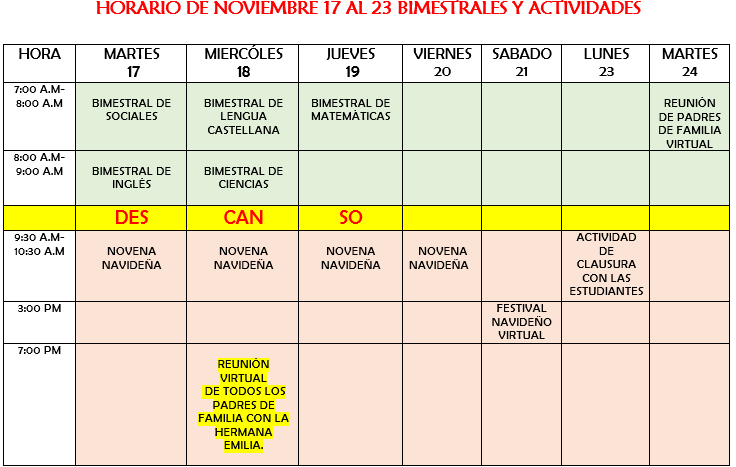 HORARIO DE NOVIEMBRE 17 AL 23 BIMESTRALES Y ACTIVIDADES
HORA MARTES 17 MIERCÓLES 18 JUEVES 19 VIERNES 20 SABADO 21 LUNES 23 MARTES 24
7:00 A.M-
8:00 A.M
BIMESTRAL DE
SOCIALES
BIMESTRAL DE
LENGUA
CASTELLANA
BIMESTRAL DE
MATEMÀTICAS
REUNIÓN
DE PADRES
DE FAMILIA
VIRTUAL
8:00 A.M-
9:00 A.M
BIMESTRAL DE
INGLÉS
BIMESTRAL DE
CIENCIAS
DES CAN SO
9:30 A.M-
10:30 A.M
NOVENA
NAVIDEÑA
NOVENA
NAVIDEÑA
NOVENA
NAVIDEÑA
NOVENA
NAVIDEÑA
ACTIVIDAD
DE
CLAUSURA
CON LAS
ESTUDIANTES
3:00 PM
FESTIVAL
NAVIDEÑO
VIRTUAL
7:00 PM
REUNIÓN
VIRTUAL
DE TODOS LOS
PADRES DE
FAMILIA CON LA
HERMANA
EMILIA.